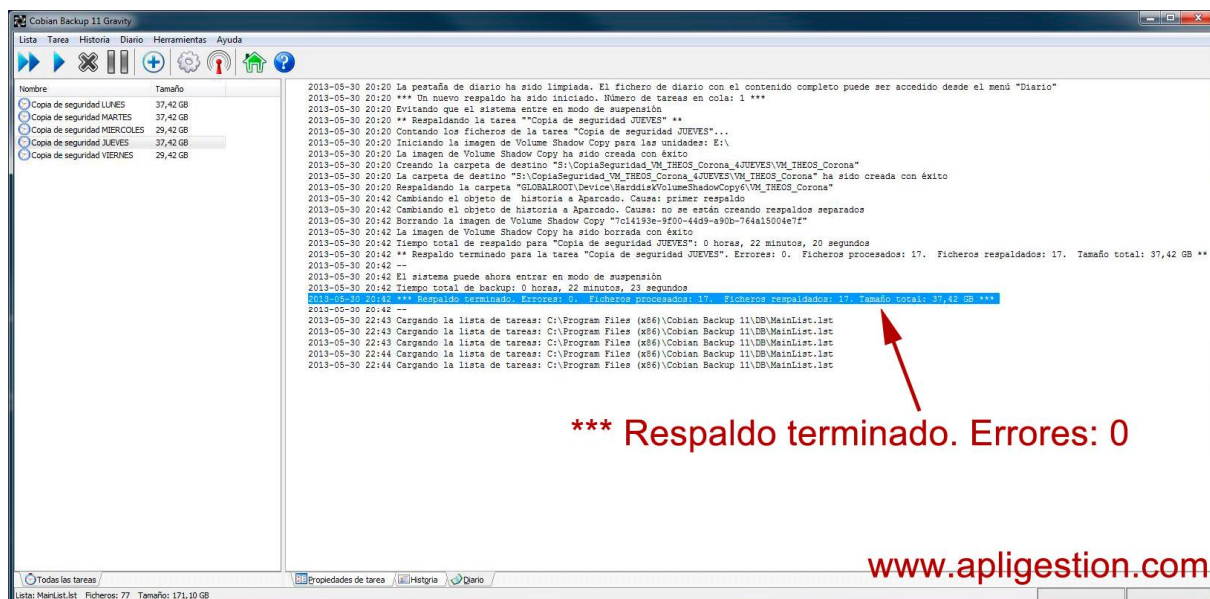 Cobian Backup 11 Gravity
Lista Tarea Historia Diario Herramientas Ayuda
Nombre Tamaño
Copia de seguridad LUNES 37,42 GB
Copia de seguridad MARTES 37,42 GB
Copia de seguridad MIERCOLES 29,42 GB
Copia de seguridad JUEVES 37,42 GB
Copia de seguridad VIERNES 29,42 GB
2013-05-30 20:20 La pestaña de diario ha sido limpiada. El fichero de diario con el contenido completo puede ser accedido desde el menú "Diario"
2013-05-30 20:20 *** Un nuevo respaldo ha sido iniciado. Número de tareas en cola: 1 ***
2013-05-30 20:20 Evitando que el sistema entre en modo de suspensión
2013-05-30 20:20 ** Respaldando la tarea ""Copia de seguridad JUEVES" **
2013-05-30 20:20 Contando los ficheros de la tarea "Copia de seguridad JUEVES"...
2013-05-30 20:20 Iniciando la imagen de Volume Shadow Copy para las unidades: E:\
2013-05-30 20:20 La imagen de Volume Shadow Copy ha sido creada con éxito
2013-05-30 20:20 Creando la carpeta de destino "S:\CopiaSeguridad_VM_THEOS_Corona_4JUEVES\VM_THEOS_Corona"
2013-05-30 20:20 La carpeta de destino "S:\CopiaSeguridad_VM_THEOS_Corona_4JUEVES\VM_THEOS_Corona" ha sido creada con éxito
2013-05-30 20:20 Respaldando la carpeta "GLOBALROOT\Device\HarddiskVolumeShadowCopy6\VM_THEOS_Corona"
2013-05-30 20:42 Cambiando el objeto de historia a Aparcado. Causa: primer respaldo
2013-05-30 20:42 Cambiando el objeto de historia a Aparcado. Causa: no se están creando respaldos separados
2013-05-30 20:42 Borrando la imagen de Volume Shadow Copy "7c14193e-9f00-44d9-a90b-764a15004e7f"
2013-05-30 20:42 La imagen de Volume Shadow Copy ha sido borrada con éxito
2013-05-30 20:42 Tiempo total de respaldo para "Copia de seguridad JUEVES": 0 horas, 22 minutos, 20 segundos
2013-05-30 20:42 ** Respaldo terminado para la tarea "Copia de seguridad JUEVES". Errores: 0. Ficheros procesados: 17. Ficheros respaldados: 17. Tamaño total: 37,42 GB **
2013-05-30 20:42 --
2013-05-30 20:42 El sistema puede ahora entrar en modo de suspensión
2013-05-30 20:42 Tiempo total de backup: 0 horas, 22 minutos, 23 segundos
2013-05-30 20:42 *** Respaldo terminado. Errores: 0. Ficheros procesados: 17. Ficheros respaldados: 17. Tamaño total: 37,42 GB ***
2013-05-30 20:42 --
2013-05-30 22:43 Cargando la lista de tareas: C:\Program Files (x86)\Cobian Backup 11\DB\MainList.lst
2013-05-30 22:43 Cargando la lista de tareas: C:\Program Files (x86)\Cobian Backup 11\DB\MainList.lst
2013-05-30 22:43 Cargando la lista de tareas: C:\Program Files (x86)\Cobian Backup 11\DB\MainList.lst
2013-05-30 22:44 Cargando la lista de tareas: C:\Program Files (x86)\Cobian Backup 11\DB\MainList.lst
2013-05-30 22:44 Cargando la lista de tareas: C:\Program Files (x86)\Cobian Backup 11\DB\MainList.lst
*** Respaldo terminado. Errores: 0
www.apligestion.com
Todas las tareas
Propiedades de tarea Historia Diario
Lista: MainList.lst Ficheros: 77 Tamaño: 171,10 GB